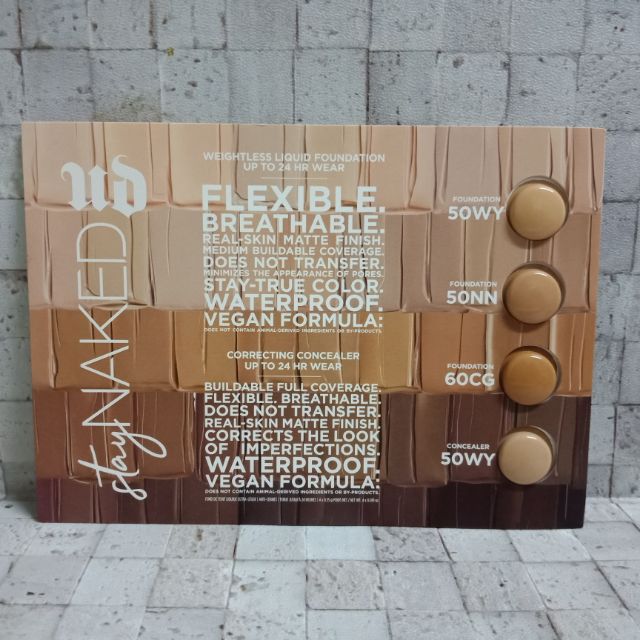 ud
stay NAKED
WEIGHTLESS LIQUID FOUNDATION
UP TO 24 HR WEAR
FLEXIBLE.
BREATHABLE.
REAL-SKIN MATTE FINISH.
MEDIUM BUILDABLE COVERAGE.
DOES NOT TRANSFER.
MINIMIZES THE APPEARANCE OF PORES.
STAY-TRUE COLOR.
WATERPROOF.
VEGAN FORMULA:
DOES NOT CONTAIN ANIMAL-DERIVED INGREDIENTS OR BY-PRODUCTS.
CORRECTING CONCEALER
UP TO 24 HR WEAR
BUILDABLE FULL COVERAGE
FLEXIBLE. BREATHABLE.
DOES NOT TRANSFER
REAL-SKIN MATTE FINISH.
CORRECTS THE LOOK
OF IMPERFECTIONS.
WATERPROOF.
VEGAN FORMULA:
DOES NOT CONTAIN ANIMAL-DERIVED INGREDIENTS OR BY-PRODUCTS.
FOUNDATION
50WY
FOUNDATION
50NN
FOUNDATION
60CG
CONCEALER
50WY